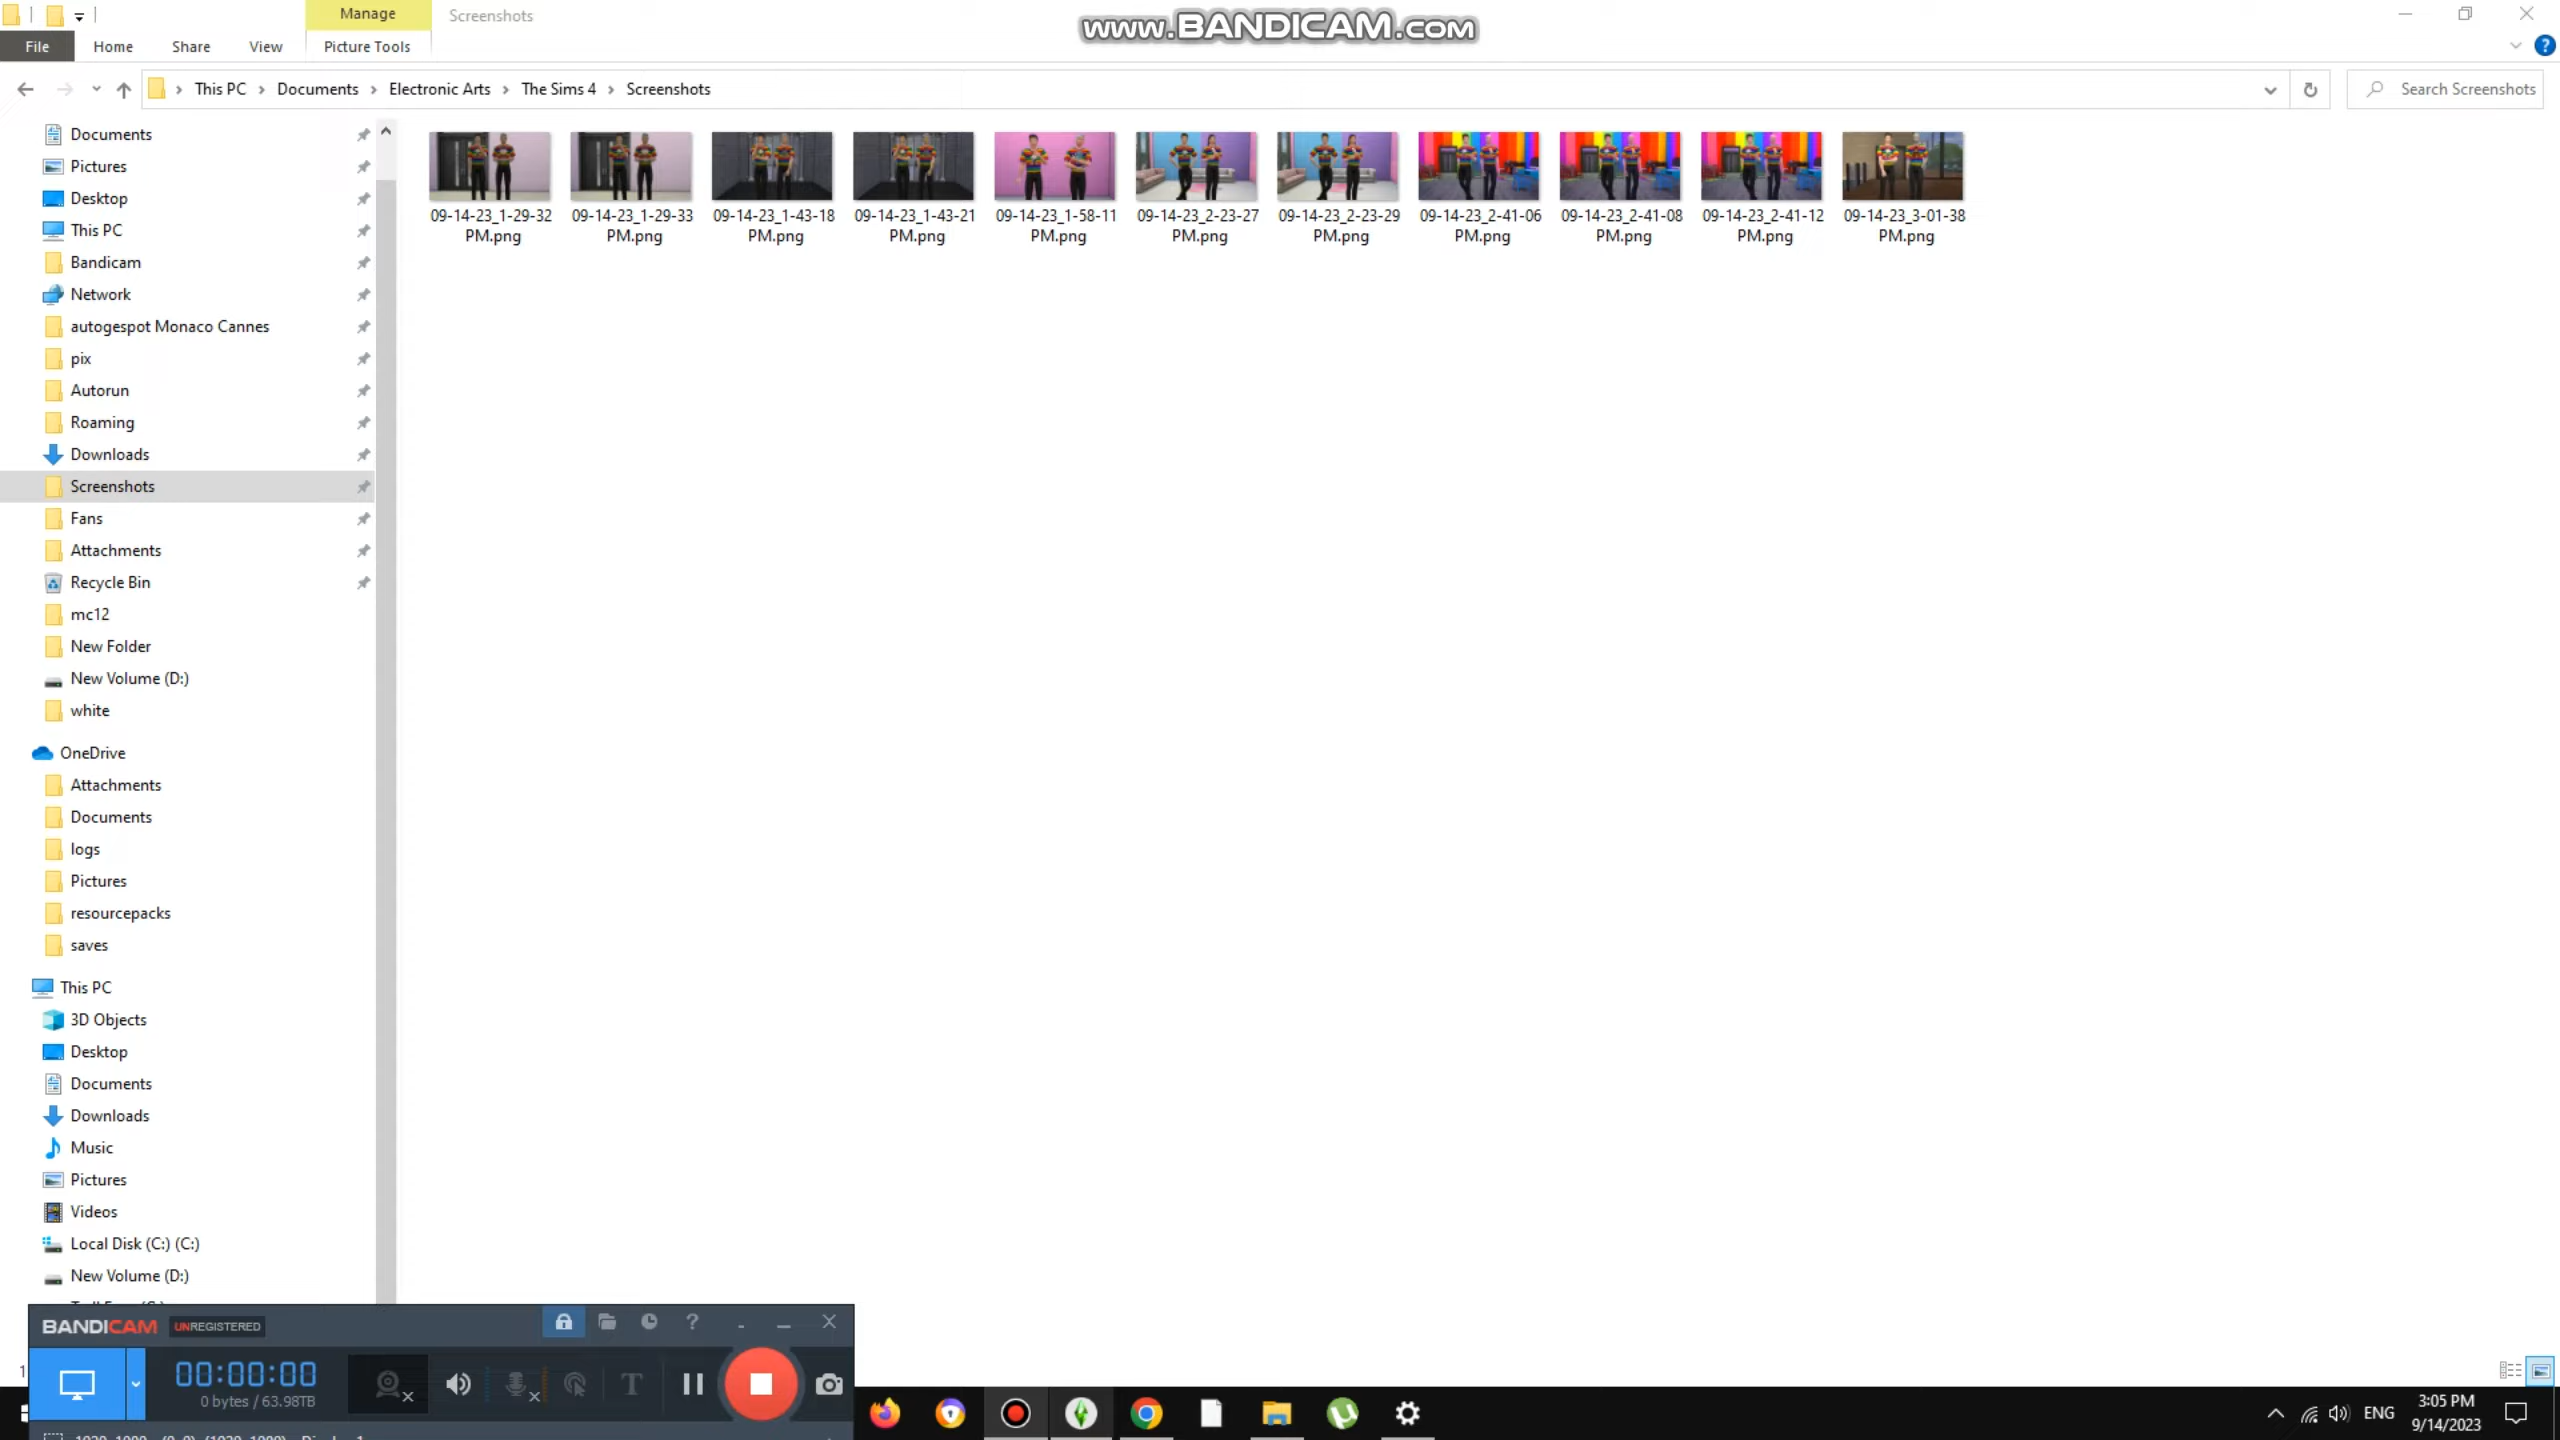 Manage
Screenshots
www.BANDICAM.com
File
Home
Share
View
Picture Tools
This PC
Documents
Electronic Arts
The Sims 4
Screenshots
Search Screenshots
Documents
Pictures
Desktop
This PC
Bandicam
Network
autogespot Monaco Cannes
pix
Autorun
Roaming
Downloads
Screenshots
Fans
Attachments
Recycle Bin
mc12
New Folder
New Volume (D:)
white
OneDrive
Attachments
Documents
logs
Pictures
resourcepacks
saves
This PC
3D Objects
Desktop
Documents
Downloads
Music
Pictures
Videos
Local Disk (C:) (C:)
New Volume (D:)
09-14-23_1-29-32
PM.png
09-14-23_1-29-33
PM.png
09-14-23_1-43-18
PM.png
09-14-23_1-43-21
PM.png
09-14-23_1-58-11
PM.png
09-14-23_2-23-27
PM.png
09-14-23_2-23-29
PM.png
09-14-23_2-41-06
PM.png
09-14-23_2-41-08
PM.png
09-14-23_2-41-12
PM.png
09-14-23_3-01-38
PM.png
BANDICAM
UNREGISTERED
00:00:00
0 bytes / 63.98TB
ENG
3:05 PM
9/14/2023